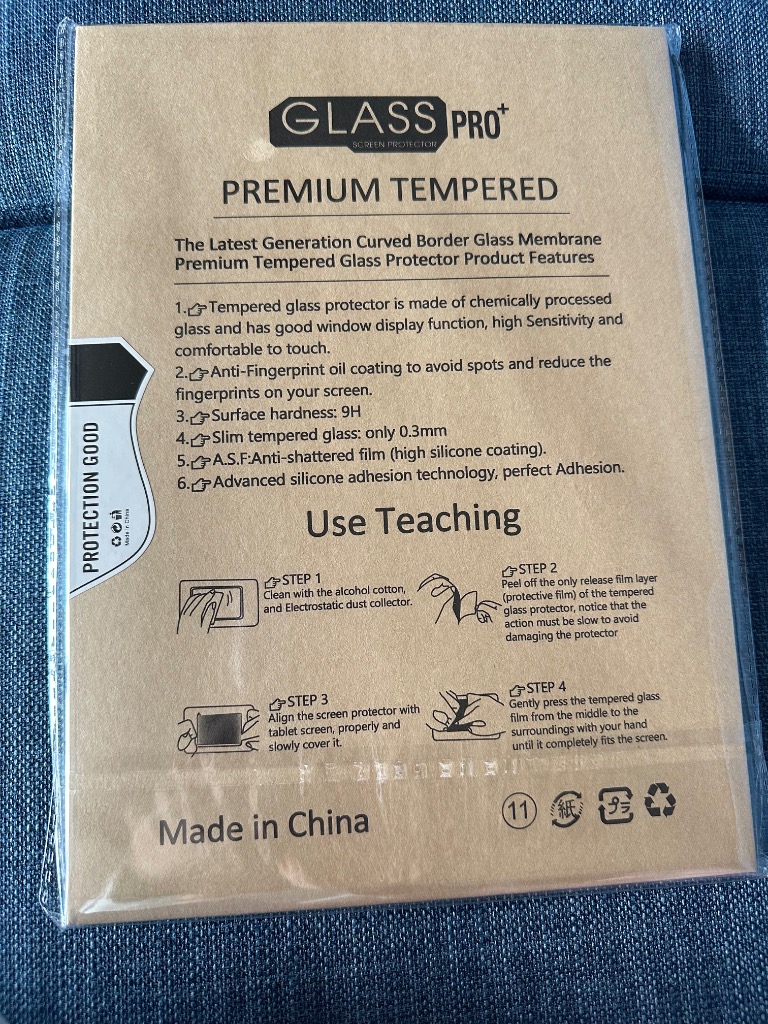 GLASS PRO+
SCREEN PROTECTOR
PREMIUM TEMPERED
The Latest Generation Curved Border Glass Membrane
Premium Tempered Glass Protector Product Features
1.Tempered glass protector is made of chemically processed
glass and has good window display function, high Sensitivity and
comfortable to touch.
2.Anti-Fingerprint oil coating to avoid spots and reduce the
fingerprints on your screen.
3.Surface hardness: 9H
4.Slim tempered glass: only 0.3mm
5.A.S.F:Anti-shattered film (high silicone coating).
6.Advanced silicone adhesion technology, perfect Adhesion.
PROTECTION GOOD
Made in China
Use Teaching
STEP 1
Clean with the alcohol cotton,
and Electrostatic dust collector.
STEP 2
Peel off the only release film layer
(protective film) of the tempered
glass protector, notice that the
action must be slow to avoid
damaging the protector
STEP 3
Align the screen protector with
tablet screen, properly and
slowly cover it.
STEP 4
Gently press the tempered glass
film from the middle to the
surroundings with your hand
until it completely fits the screen.
Made in China
11 紙 プラ